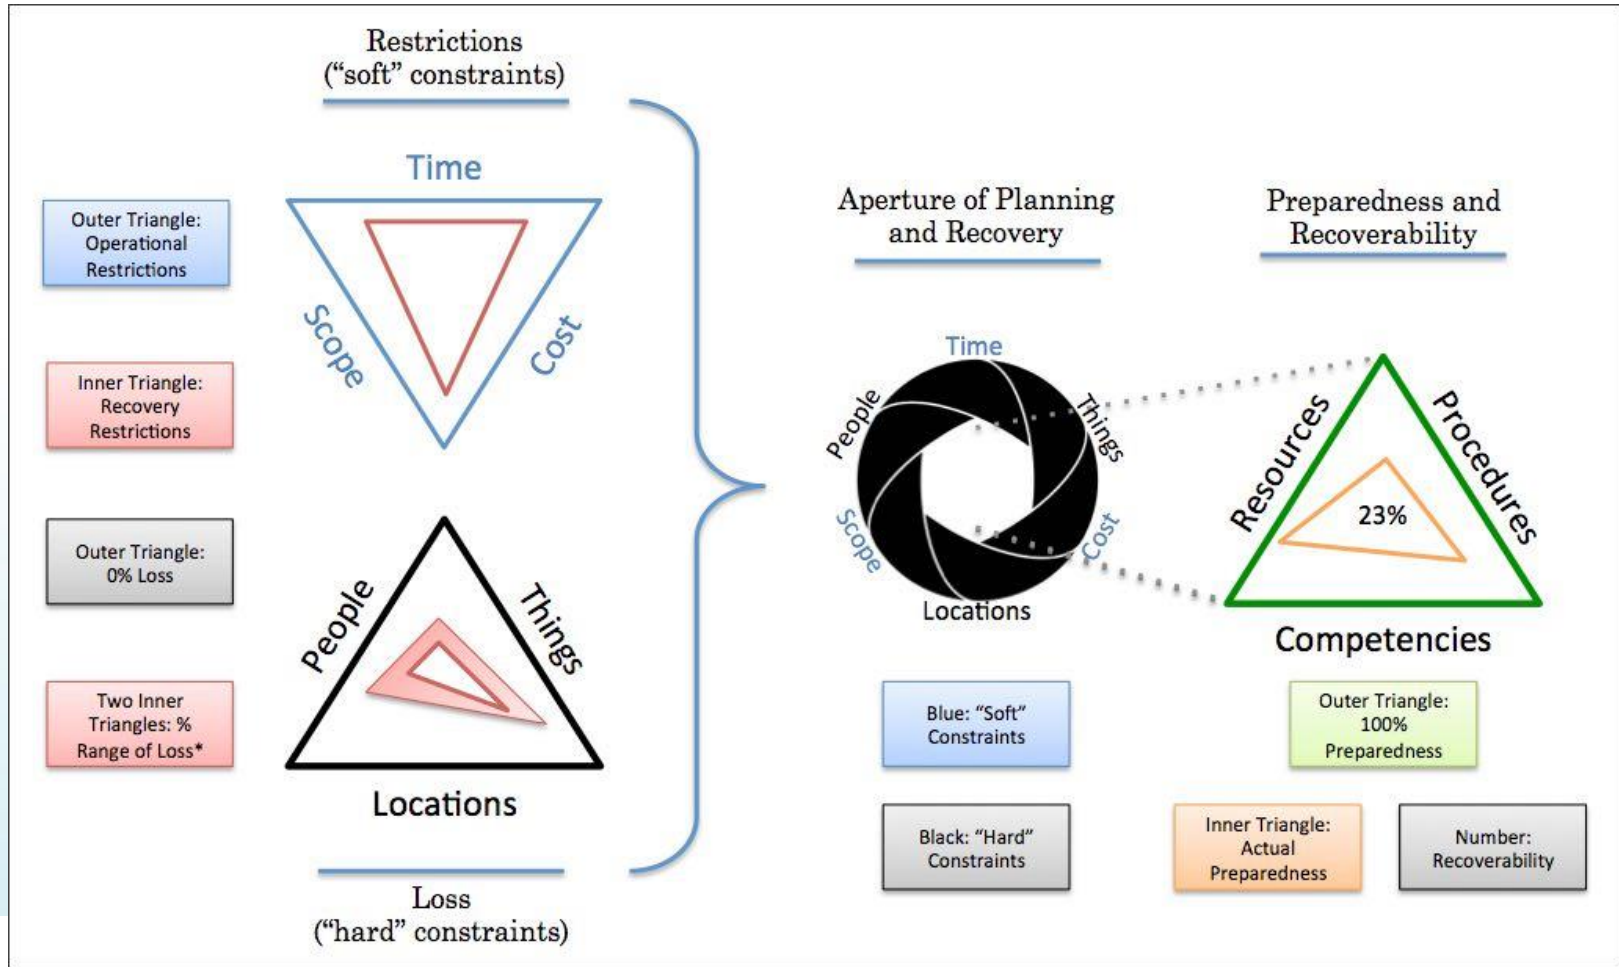 Restrictions
(“soft” constraints)
Time
Scope
Cost
Outer Triangle:
Operational
Restrictions
Inner Triangle:
Recovery
Restrictions
Outer Triangle:
0% Loss
Two Inner
Triangles: %
Range of Loss*
People
Things
Locations
Loss
(“hard” constraints)
Aperture of Planning
and Recovery
Time
People
Things
Scope
Cost
Locations
Blue: “Soft”
Constraints
Black: “Hard”
Constraints
Preparedness and
Recoverability
Resources
Procedures
23%
Competencies
Outer Triangle:
100%
Preparedness
Inner Triangle:
Actual
Preparedness
Number:
Recoverability